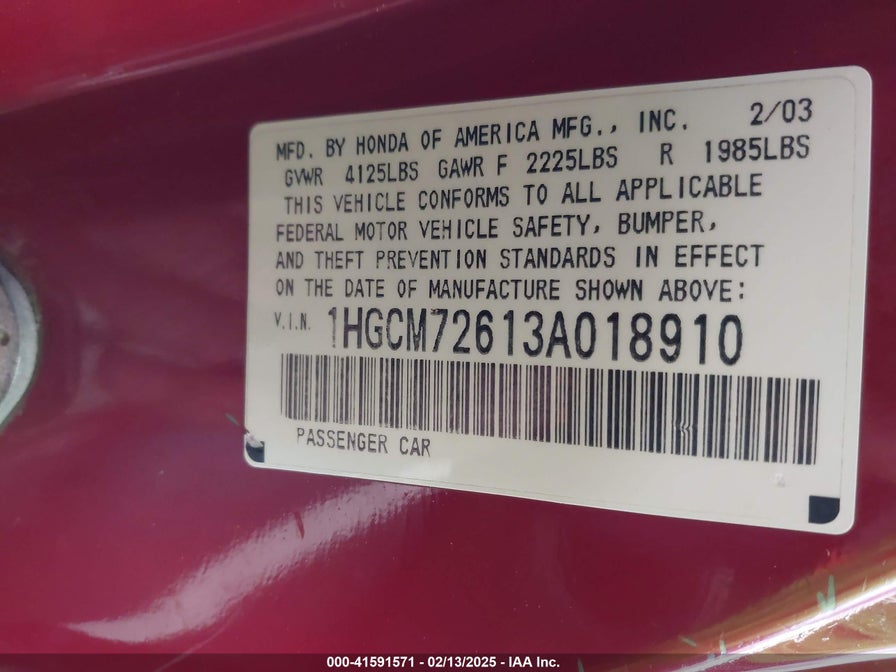 MFD. BY HONDA OF AMERICA MFG., INC. 2/03
GVWR 4125LBS GAWR F 2225LBS R 1985LBS
THIS VEHICLE CONFORMS TO ALL APPLICABLE
FEDERAL MOTOR VEHICLE SAFETY, BUMPER,
AND THEFT PREVENTION STANDARDS IN EFFECT
ON THE DATE OF MANUFACTURE SHOWN ABOVE:
V.I.N. 1HGCM72613A018910
PASSENGER CAR
000-41591571 - 02/13/2025 - IAA Inc.